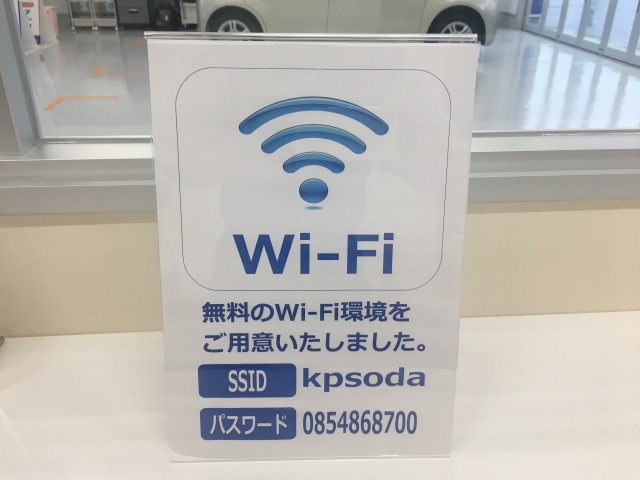 Wi-Fi
無料のWi-Fi環境を
ご用意いたしました。
SSID kpsoda
パスワード 0854868700